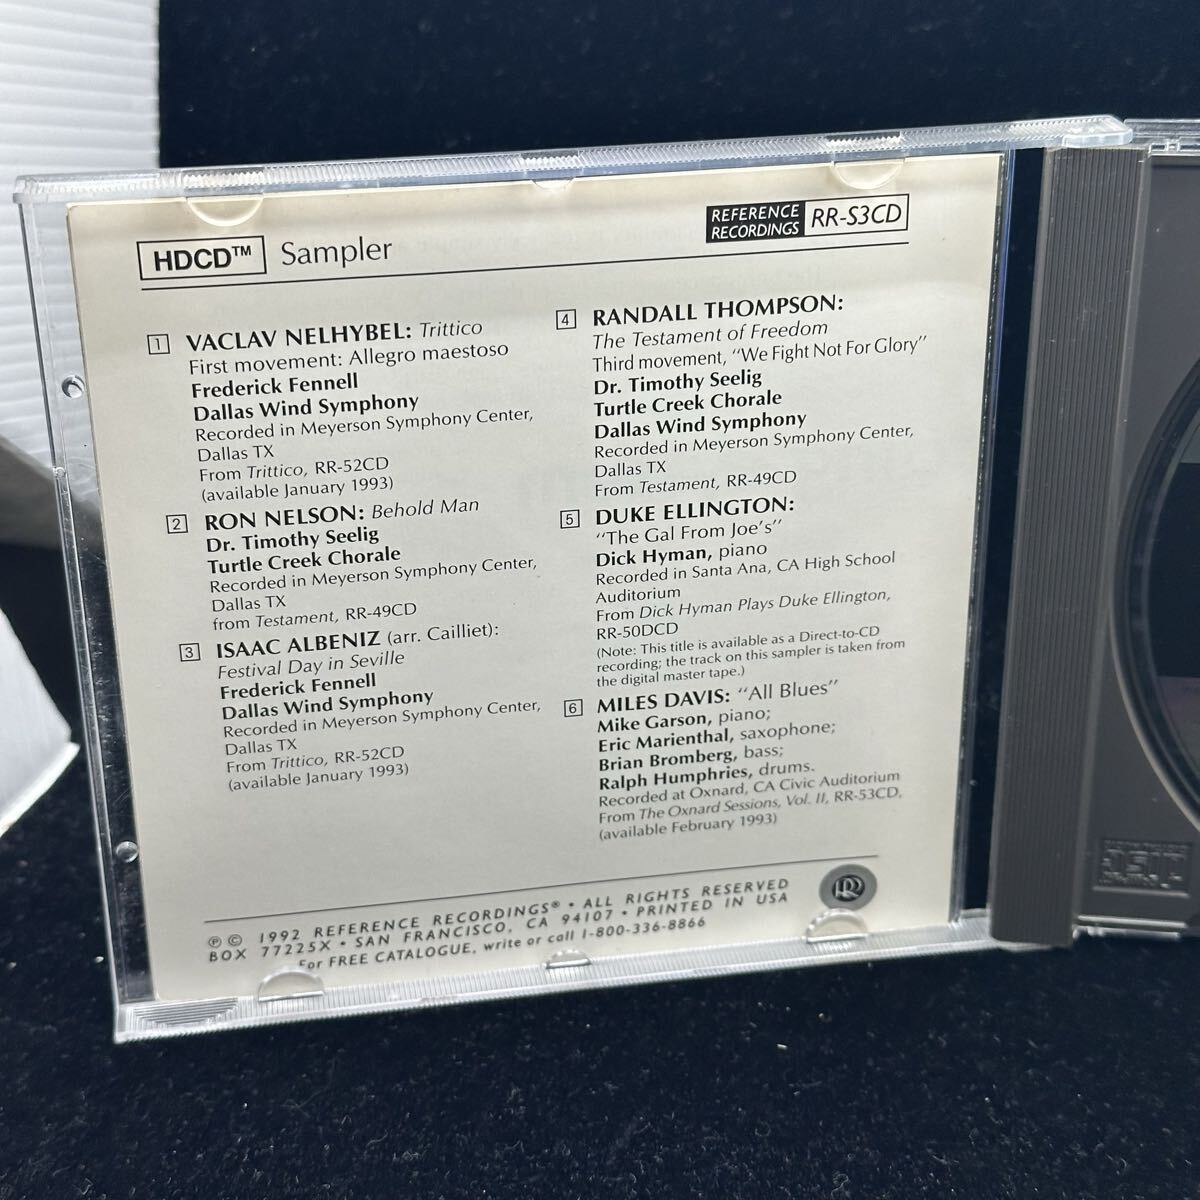 HDCD™ Sampler
REFERENCE RECORDINGS RR-S3CD
1 VACLAV NELHYBEL: Trittico
First movement: Allegro maestoso
Frederick Fennell
Dallas Wind Symphony
Recorded in Meyerson Symphony Center,
Dallas TX
From Trittico, RR-52CD
(available January 1993)
2 RON NELSON: Behold Man
Dr. Timothy Seelig
Turtle Creek Chorale
Recorded in Meyerson Symphony Center,
Dallas TX
from Testament, RR-49CD
3 ISAAC ALBENIZ (arr. Cailliet):
Festival Day in Seville
Frederick Fennell
Dallas Wind Symphony
Recorded in Meyerson Symphony Center,
Dallas TX
From Trittico, RR-52CD
(available January 1993)
4 RANDALL THOMPSON:
The Testament of Freedom
Third movement, “We Fight Not For Glory”
Dr. Timothy Seelig
Turtle Creek Chorale
Dallas Wind Symphony
Recorded in Meyerson Symphony Center,
Dallas TX
From Testament, RR-49CD
5 DUKE ELLINGTON:
“The Gal From Joe’s”
Dick Hyman, piano
Recorded in Santa Ana, CA High School
Auditorium
From Dick Hyman Plays Duke Ellington,
RR-50DCD
(Note: This title is available as a Direct-to-CD
recording; the track on this sampler is taken from
the digital master tape.)
6 MILES DAVIS: “All Blues”
Mike Garson, piano;
Eric Marienthal, saxophone;
Brian Bromberg, bass;
Ralph Humphries, drums.
Recorded at Oxnard, CA Civic Auditorium
From The Oxnard Sessions, Vol. II, RR-53CD,
(available February 1993)
℗ © 1992 REFERENCE RECORDINGS® • ALL RIGHTS RESERVED
BOX 77225X • SAN FRANCISCO, CA 94107 • PRINTED IN USA
For FREE CATALOGUE, write or call 1-800-336-8866
RR